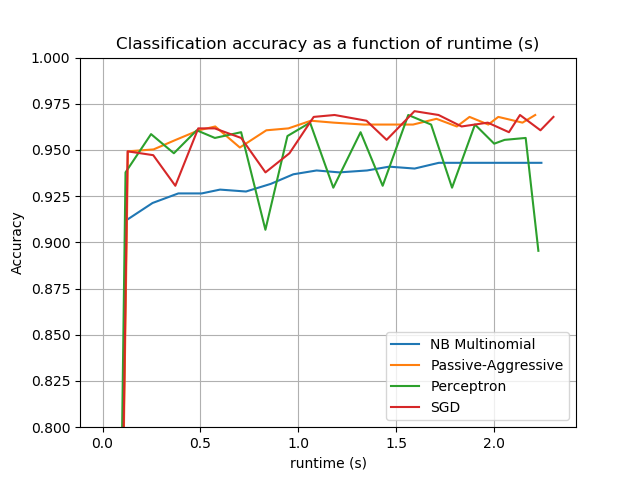 Classification accuracy as a function of runtime (s)
1.000
0.975
0.950
0.925
0.900
0.875
0.850
0.825
0.800
Accuracy
NB Multinomial
Passive-Aggressive
Perceptron
SGD
0.0 0.5 1.0 1.5 2.0
runtime (s)